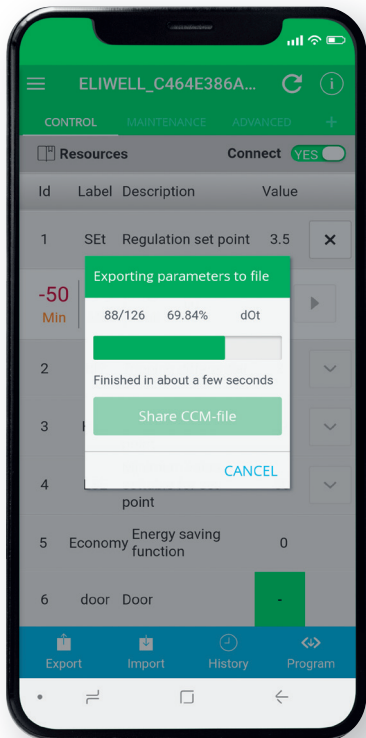 ELIWELL_C464E386A...
CONTROL MAINTENANCE ADVANCED +
Resources Connect YES
Id Label Description Value
1 SEt Regulation set point 3.5
Exporting parameters to file
-50
Min
88/126 69.84% dOt
2
Finished in about a few seconds
3
Share CCM-file
4
CANCEL
point
5 Economy Energy saving function 0
6 door Door -
Export Import History Program